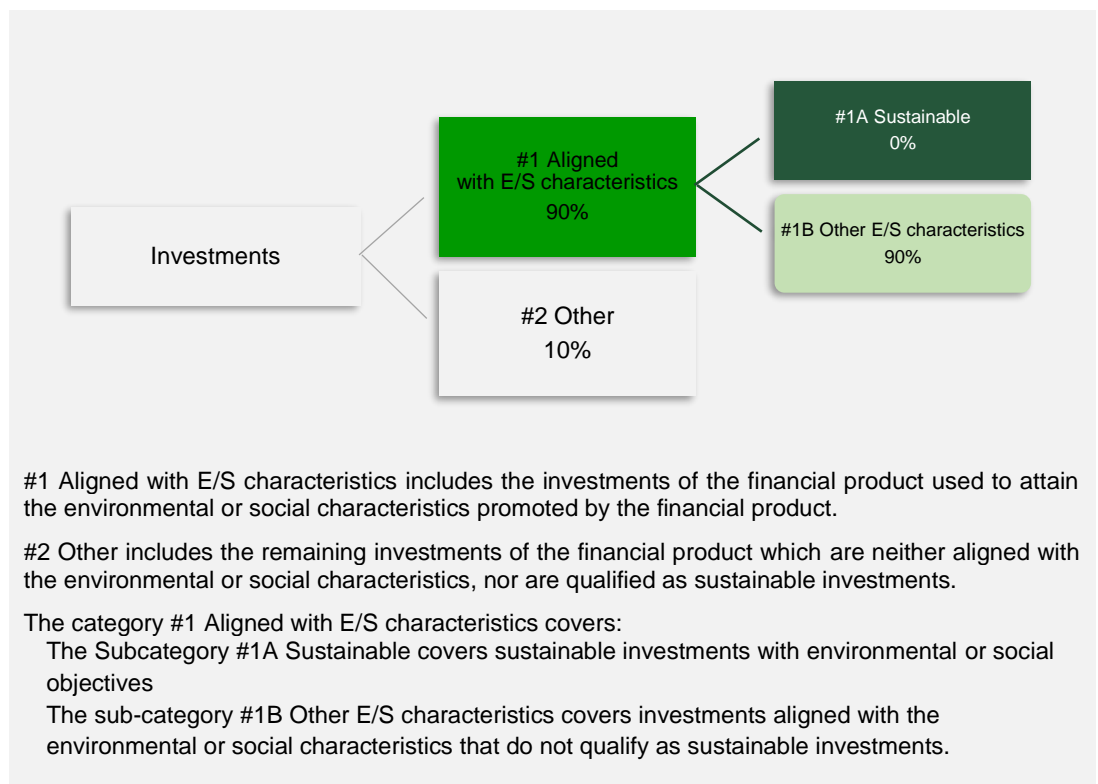 #1A Sustainable
0%
#1 Aligned
with E/S characteristics
90%
#1B Other E/S characteristics
90%
Investments
#2 Other
10%
#1 Aligned with E/S characteristics includes the investments of the financial product used to attain
the environmental or social characteristics promoted by the financial product.
#2 Other includes the remaining investments of the financial product which are neither aligned with
the environmental or social characteristics, nor are qualified as sustainable investments.
The category #1 Aligned with E/S characteristics covers:
The Subcategory #1A Sustainable covers sustainable investments with environmental or social
objectives
The sub-category #1B Other E/S characteristics covers investments aligned with the
environmental or social characteristics that do not qualify as sustainable investments.